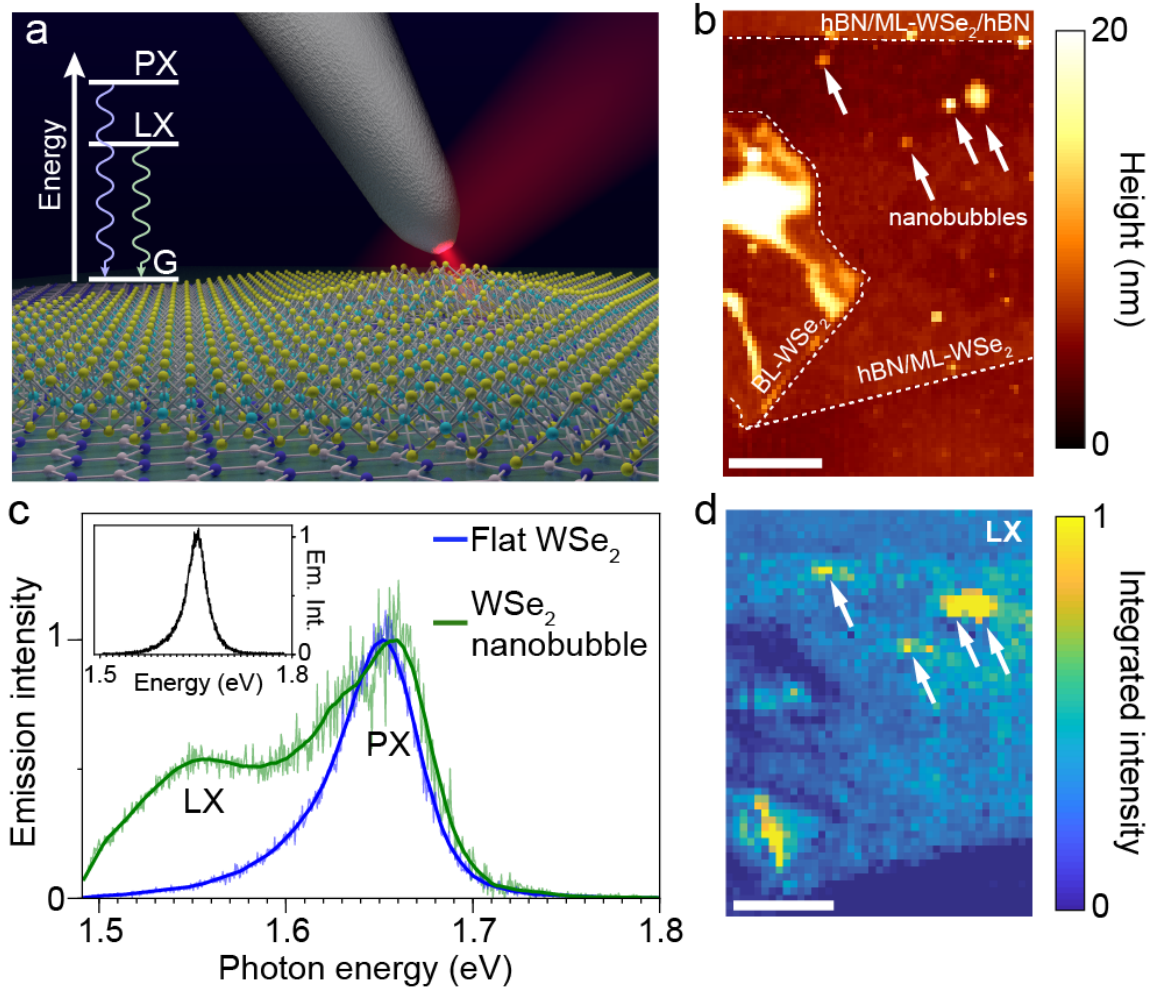 a
PX
LX
G
Energy
b
hBN/ML-WSe₂/hBN
nanobubbles
BL-WSe₂
hBN/ML-WSe₂
20
0
Height (nm)
c
Flat WSe₂
WSe₂
nanobubble
PX
LX
1
0
1.5 1.6 1.7 1.8
Photon energy (eV)
Emission intensity
1
0
Em. Int.
1.5 1.8
Energy (eV)
d
LX
1
0
Integrated intensity